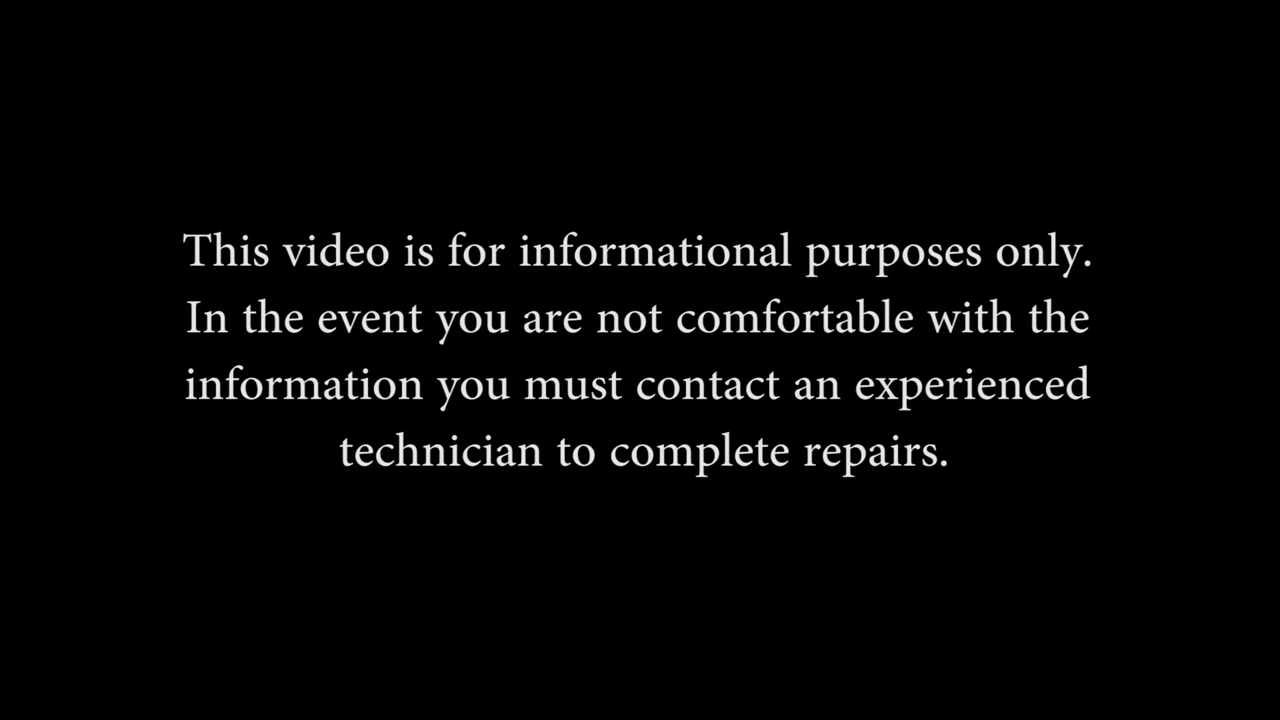 This video is for informational purposes only.
In the event you are not comfortable with the
information you must contact an experienced
technician to complete repairs.